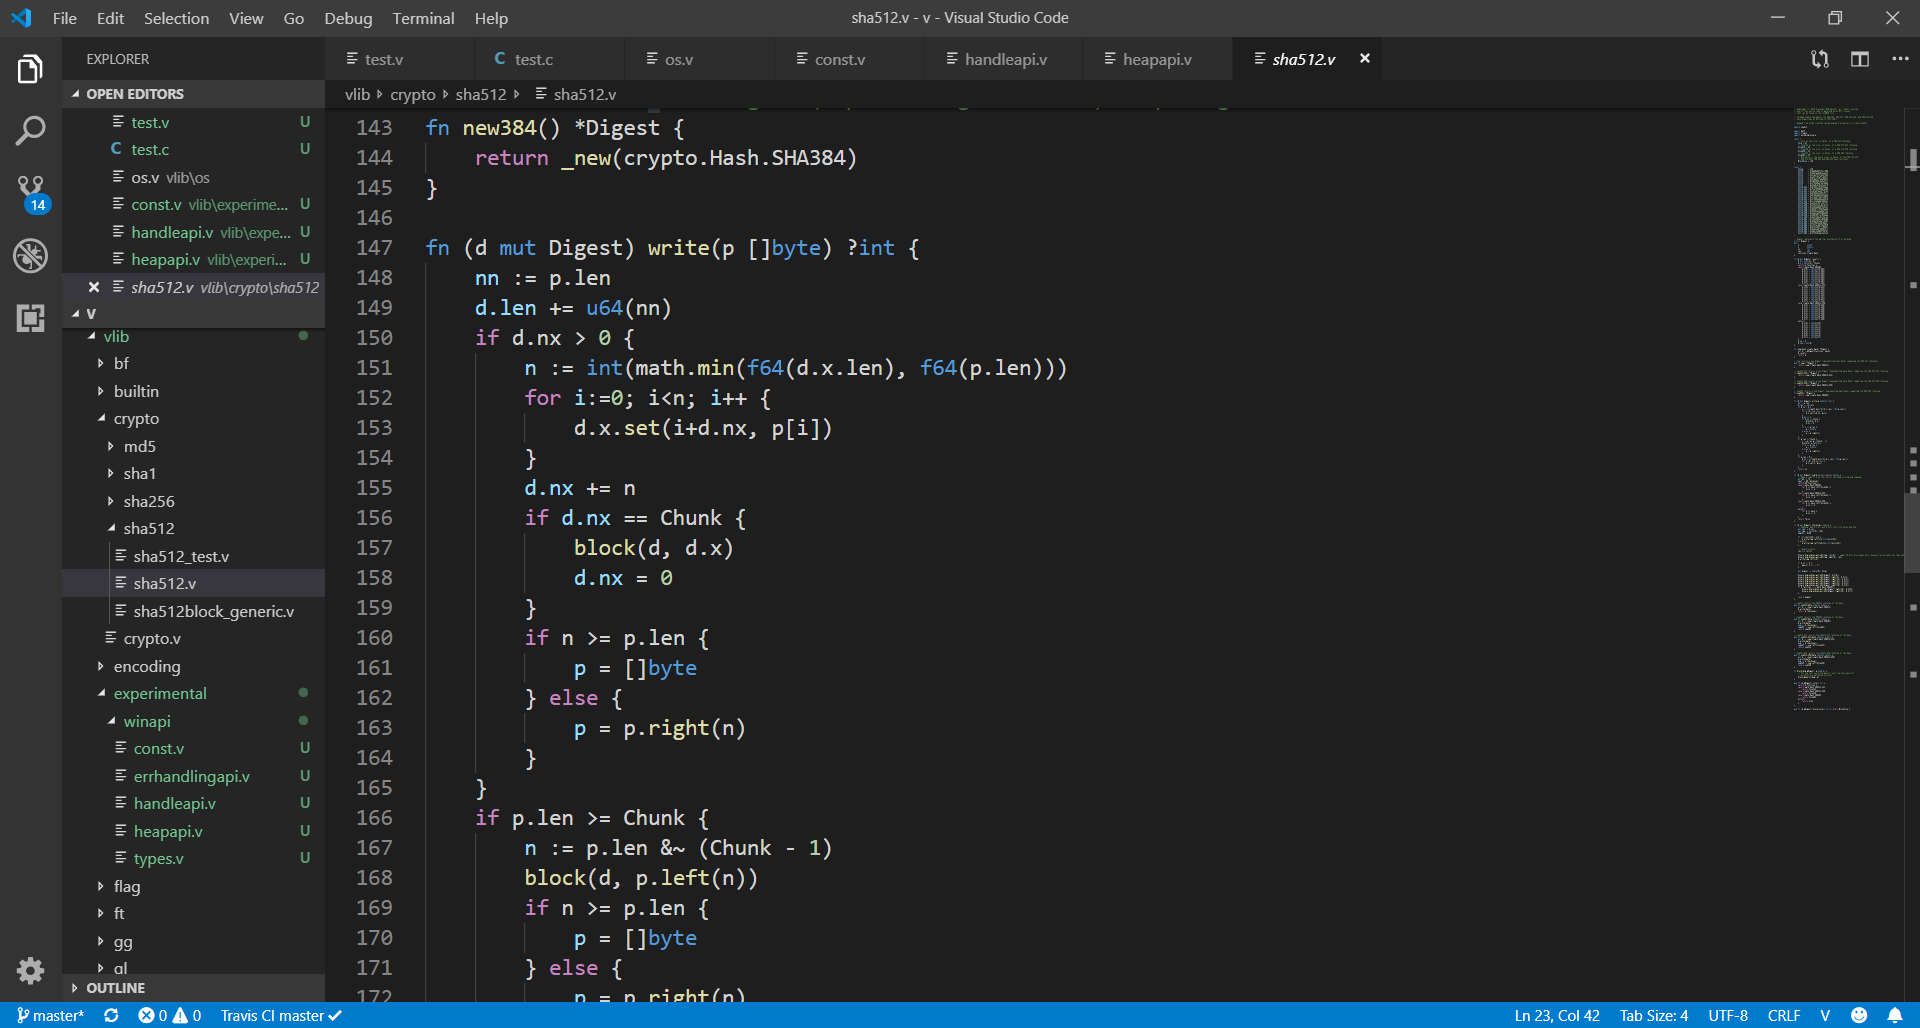 File Edit Selection View Go Debug Terminal Help
sha512.v - v - Visual Studio Code
EXPLORER
OPEN EDITORS
test.v U
test.c U
os.v vlib\os
const.v vlib\experime... U
handleapi.v vlib\expe... U
heapapi.v vlib\experi... U
sha512.v vlib\crypto\sha512
V
vlib
bf
builtin
crypto
md5
sha1
sha256
sha512
sha512_test.v
sha512.v
sha512block_generic.v
crypto.v
encoding
experimental
winapi
const.v U
errhandlingapi.v U
handleapi.v U
heapapi.v U
types.v U
flag
ft
gg
gl
OUTLINE
14
test.v
C test.c
os.v
const.v
handleapi.v
heapapi.v
sha512.v
vlib crypto sha512 sha512.v
143 fn new384() *Digest {
144 return _new(crypto.Hash.SHA384)
145 }
146
147 fn (d mut Digest) write(p []byte) ?int {
148 nn := p.len
149 d.len += u64(nn)
150 if d.nx > 0 {
151 n := int(math.min(f64(d.x.len), f64(p.len)))
152 for i:=0; i<n; i++ {
153 d.x.set(i+d.nx, p[i])
154 }
155 d.nx += n
156 if d.nx == Chunk {
157 block(d, d.x)
158 d.nx = 0
159 }
160 if n >= p.len {
161 p = []byte
162 } else {
163 p = p.right(n)
164 }
165 }
166 if p.len >= Chunk {
167 n := p.len &~ (Chunk - 1)
168 block(d, p.left(n))
169 if n >= p.len {
170 p = []byte
171 } else {
172 p = p.right(n)
master* 0 0 Travis CI master
Ln 23, Col 42 Tab Size: 4 UTF-8 CRLF V